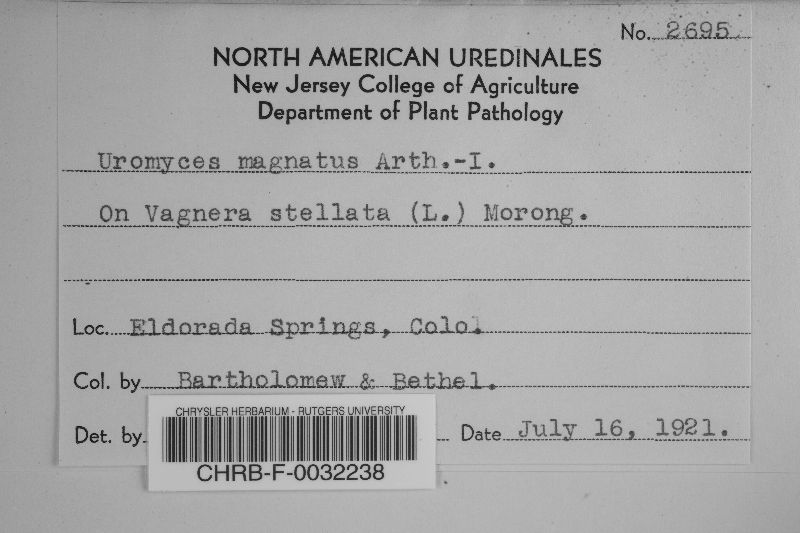 No. 2695
NORTH AMERICAN UREDINALES
New Jersey College of Agriculture
Department of Plant Pathology
Uromyces magnatus Arth.-I.
On Vagnera stellata (L.) Morong.
Loc. Eldorada Springs, Colo.
Col. by Bartholomew & Bethel.
Det. by
Date July 16, 1921.
CHRYSLER HERBARIUM - RUTGERS UNIVERSITY
CHRB-F-0032238